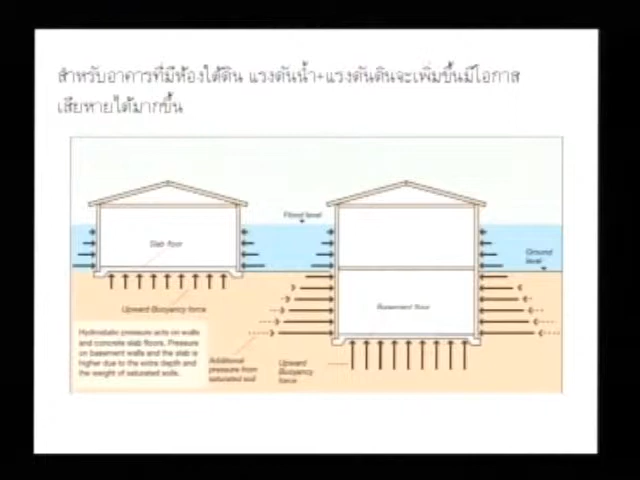 สำหรับอาคารที่มีห้องใต้ดิน แรงดันน้ำ+แรงดันดินจะเพิ่มขึ้นมีโอกาส
เสียหายได้มากขึ้น
Flood level
Slab floor
Ground
level
Upward Buoyancy force
Basement floor
Hydrostatic pressure acts on walls
and concrete slab floors. Pressure
on basement walls and the slab is
higher due to the extra depth and
the weight of saturated soils.
Additional
pressure from
saturated soil
Upward
Buoyancy
force